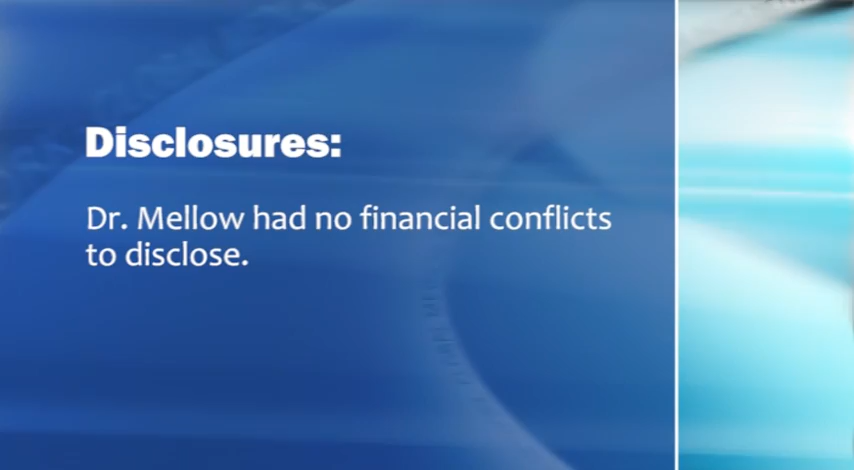 Disclosures:
Dr. Mellow had no financial conflicts
to disclose.